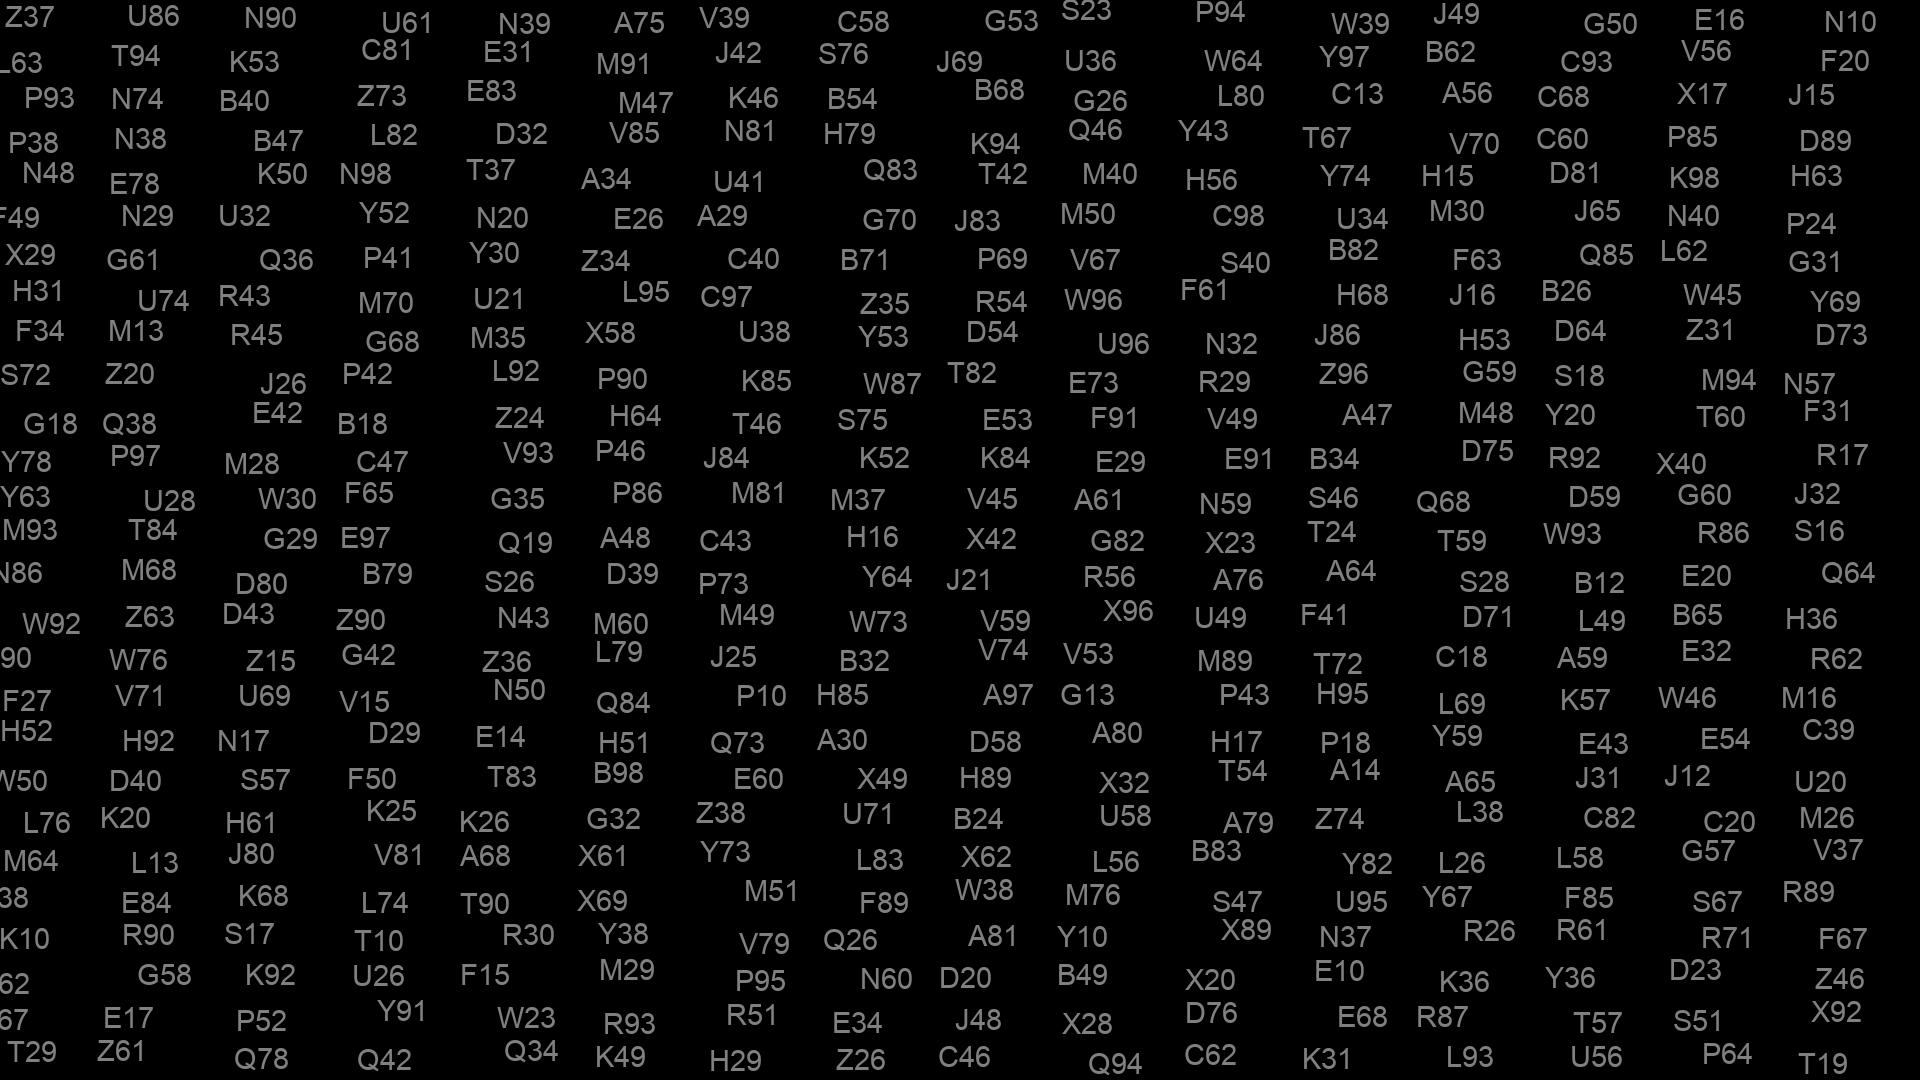 Z37 U86 N90 U61 N39 A75 V39 C58 G53 S23 P94 W39 J49 G50 E16 N10
L63 T94 K53 C81 E31 M91 J42 S76 J69 U36 W64 Y97 B62 C93 V56 F20
P93 N74 B40 Z73 E83 M47 K46 B54 B68 G26 L80 C13 A56 C68 X17 J15
P38 N38 B47 L82 D32 V85 N81 H79 K94 Q46 Y43 T67 V70 C60 P85 D89
N48 E78 K50 N98 T37 A34 U41 Q83 T42 M40 H56 Y74 H15 D81 K98 H63
F49 N29 U32 Y52 N20 E26 A29 G70 J83 M50 C98 U34 M30 J65 N40 P24
X29 G61 Q36 P41 Y30 Z34 C40 B71 P69 V67 S40 B82 F63 Q85 L62 G31
H31 U74 R43 M70 U21 L95 C97 Z35 R54 W96 F61 H68 J16 B26 W45 Y69
F34 M13 R45 G68 M35 X58 U38 Y53 D54 U96 N32 J86 H53 D64 Z31 D73
S72 Z20 J26 P42 L92 P90 K85 W87 T82 E73 R29 Z96 G59 S18 M94 N57
G18 Q38 E42 B18 Z24 H64 T46 S75 E53 F91 V49 A47 M48 Y20 T60 F31
Y78 P97 M28 C47 V93 P46 J84 K52 K84 E29 E91 B34 D75 R92 X40 R17
Y63 U28 W30 F65 G35 P86 M81 M37 V45 A61 N59 S46 Q68 D59 G60 J32
M93 T84 G29 E97 Q19 A48 C43 H16 X42 G82 X23 T24 T59 W93 R86 S16
N86 M68 D80 B79 S26 D39 P73 Y64 J21 R56 A76 A64 S28 B12 E20 Q64
W92 Z63 D43 Z90 N43 M60 M49 W73 V59 X96 U49 F41 D71 L49 B65 H36
90 W76 Z15 G42 Z36 L79 J25 B32 V74 V53 M89 T72 C18 A59 E32 R62
F27 V71 U69 V15 N50 Q84 P10 H85 A97 G13 P43 H95 L69 K57 W46 M16
H52 H92 N17 D29 E14 H51 Q73 A30 D58 A80 H17 P18 Y59 E43 E54 C39
W50 D40 S57 F50 T83 B98 E60 X49 H89 X32 T54 A14 A65 J31 J12 U20
L76 K20 H61 K25 K26 G32 Z38 U71 B24 U58 A79 Z74 L38 C82 C20 M26
M64 L13 J80 V81 A68 X61 Y73 L83 X62 L56 B83 Y82 L26 L58 G57 V37
38 E84 K68 L74 T90 X69 M51 F89 W38 M76 S47 U95 Y67 F85 S67 R89
K10 R90 S17 T10 R30 Y38 V79 Q26 A81 Y10 X89 N37 R26 R61 R71 F67
62 G58 K92 U26 F15 M29 P95 N60 D20 B49 X20 E10 K36 Y36 D23 Z46
67 E17 P52 Y91 W23 R93 R51 E34 J48 X28 D76 E68 R87 T57 S51 X92
T29 Z61 Q78 Q42 Q34 K49 H29 Z26 C46 Q94 C62 K31 L93 U56 P64 T19